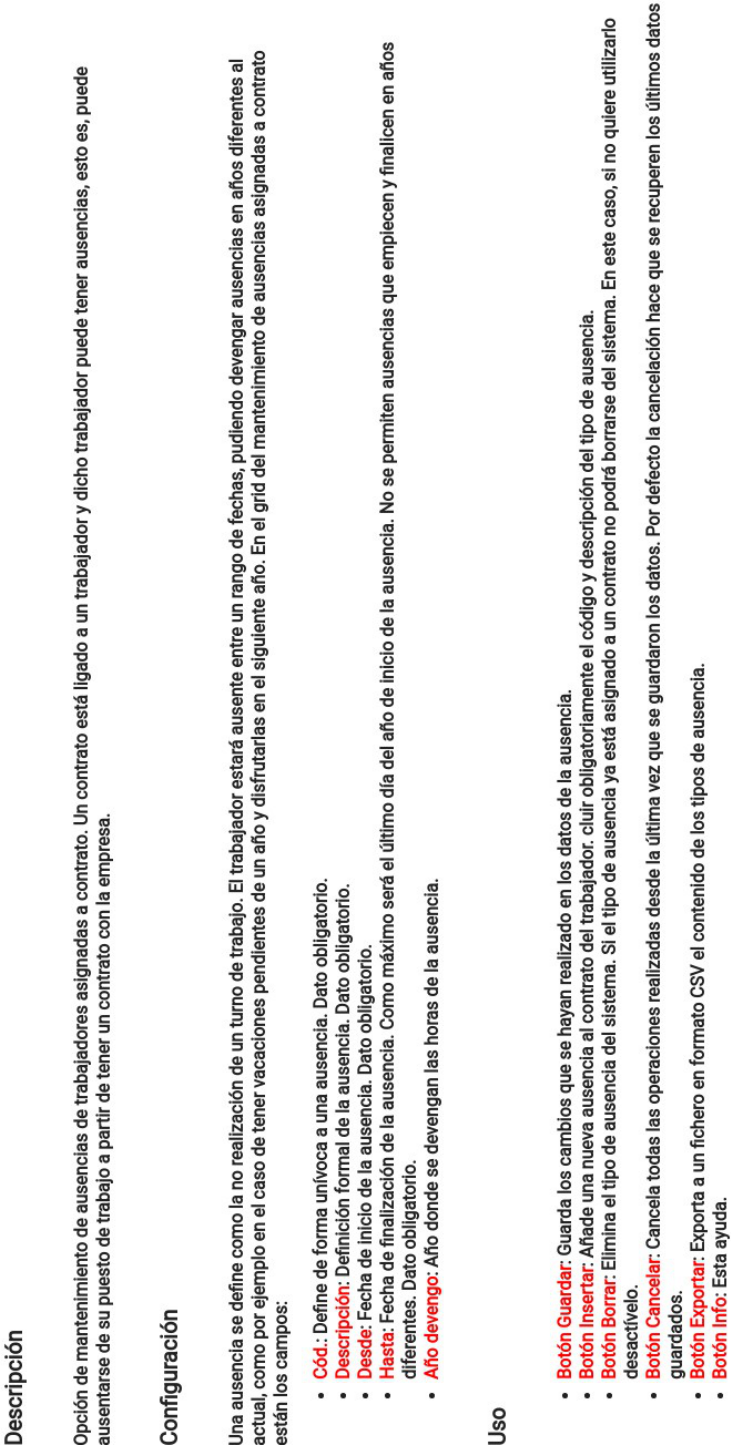 Descripción
Opción de mantenimiento de ausencias de trabajadores asignadas a contrato. Un contrato está ligado a un trabajador y dicho trabajador puede tener ausencias, esto es, puede
ausentarse de su puesto de trabajo a partir de tener un contrato con la empresa.
Configuración
Una ausencia se define como la no realización de un turno de trabajo. El trabajador estará ausente entre un rango de fechas, pudiendo devengar ausencias en años diferentes al
actual, como por ejemplo en el caso de tener vacaciones pendientes de un año y disfrutarlas en el siguiente año. En el grid del mantenimiento de ausencias asignadas a contrato
están los campos:
• Cód.: Define de forma unívoca a una ausencia. Dato obligatorio.
• Descripción: Definición formal de la ausencia. Dato obligatorio.
• Desde: Fecha de inicio de la ausencia. Dato obligatorio.
• Hasta: Fecha de finalización de la ausencia. Como máximo será el último día del año de inicio de la ausencia. No se permiten ausencias que empiecen y finalicen en años
diferentes. Dato obligatorio.
• Año devengo: Año donde se devengan las horas de la ausencia.
Uso
• Botón Guardar: Guarda los cambios que se hayan realizado en los datos de la ausencia.
• Botón Insertar: Añade una nueva ausencia al contrato del trabajador. cluir obligatoriamente el código y descripción del tipo de ausencia.
• Botón Borrar: Elimina el tipo de ausencia del sistema. Si el tipo de ausencia ya está asignado a un contrato no podrá borrarse del sistema. En este caso, si no quiere utilizarlo
desactívelo.
• Botón Cancelar: Cancela todas las operaciones realizadas desde la última vez que se guardaron los datos. Por defecto la cancelación hace que se recuperen los últimos datos
guardados.
• Botón Exportar: Exporta a un fichero en formato CSV el contenido de los tipos de ausencia.
• Botón Info: Esta ayuda.